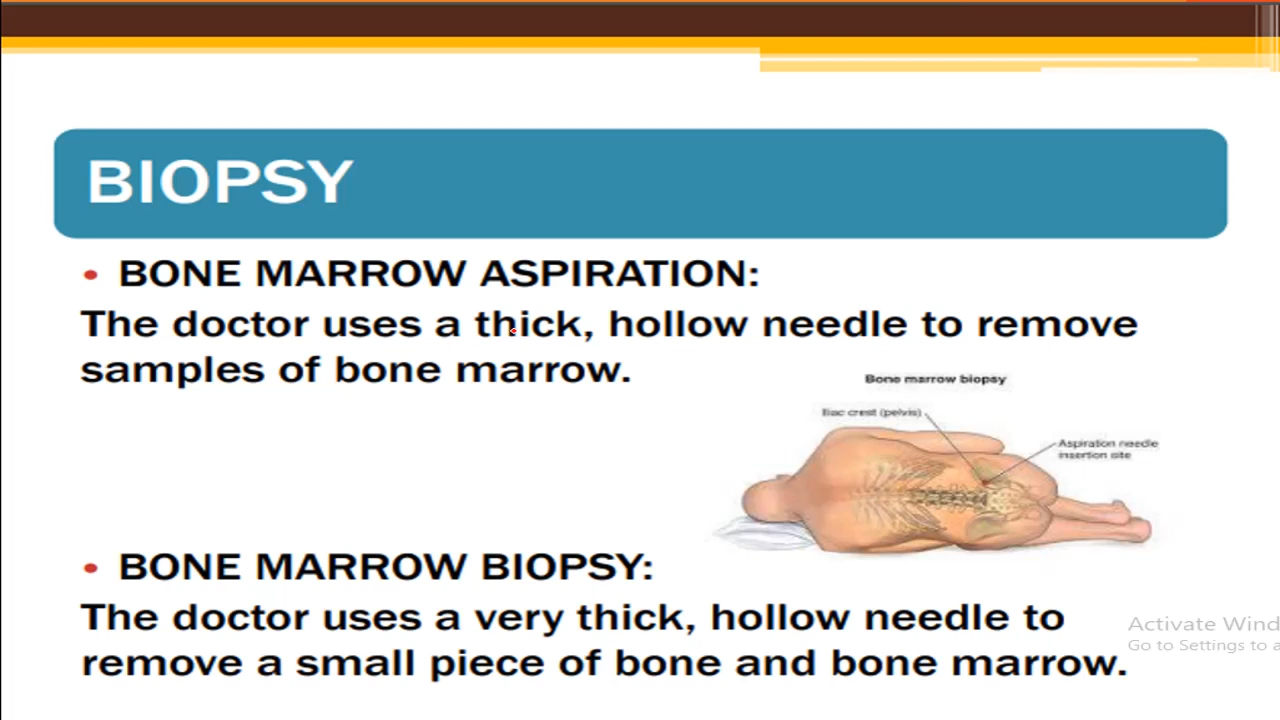 BIOPSY
• BONE MARROW ASPIRATION:
The doctor uses a thick, hollow needle to remove
samples of bone marrow.
Bone marrow biopsy
Iliac crest (pelvis)
Aspiration needle
insertion site
• BONE MARROW BIOPSY:
The doctor uses a very thick, hollow needle to
remove a small piece of bone and bone marrow.
Activate Wind
Go to Settings to a